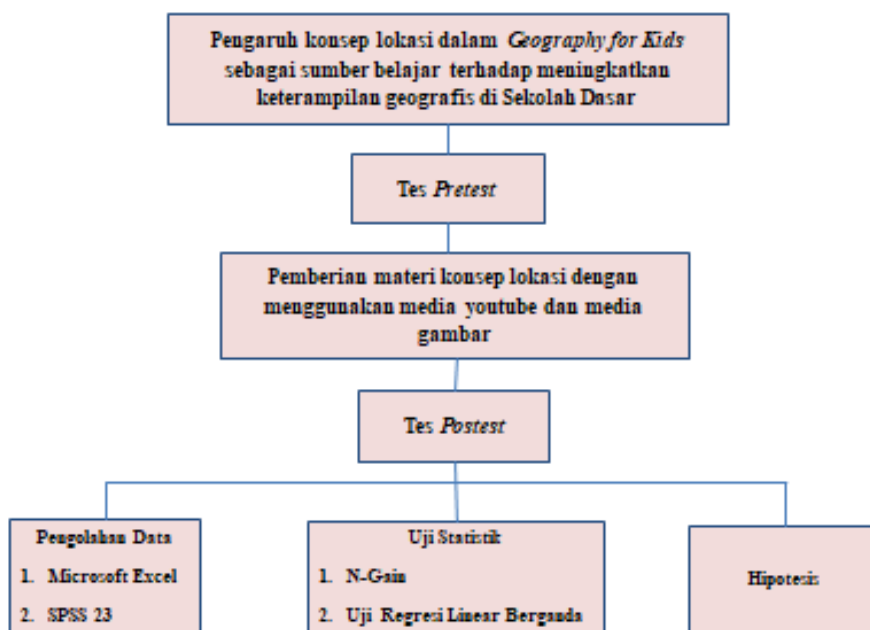 Pengaruh konsep lokasi dalam Geography for Kids
sebagai sumber belajar terhadap meningkatkan
keterampilan geografis di Sekolah Dasar
Tes Pretest
Pemberian materi konsep lokasi dengan
menggunakan media youtube dan media
gambar
Tes Postest
Pengolahan Data
1. Microsoft Excel
2. SPSS 23
Uji Statistik
1. N-Gain
2. Uji Regresi Linear Berganda
Hipotesis